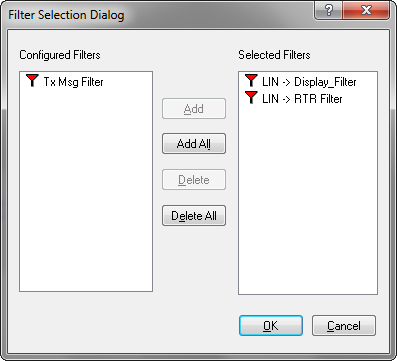 Filter Selection Dialog
?
Configured Filters
Selected Filters
Tx Msg Filter
LIN -> Display_Filter
LIN -> RTR Filter
Add
Add All
Delete
Delete All
OK
Cancel